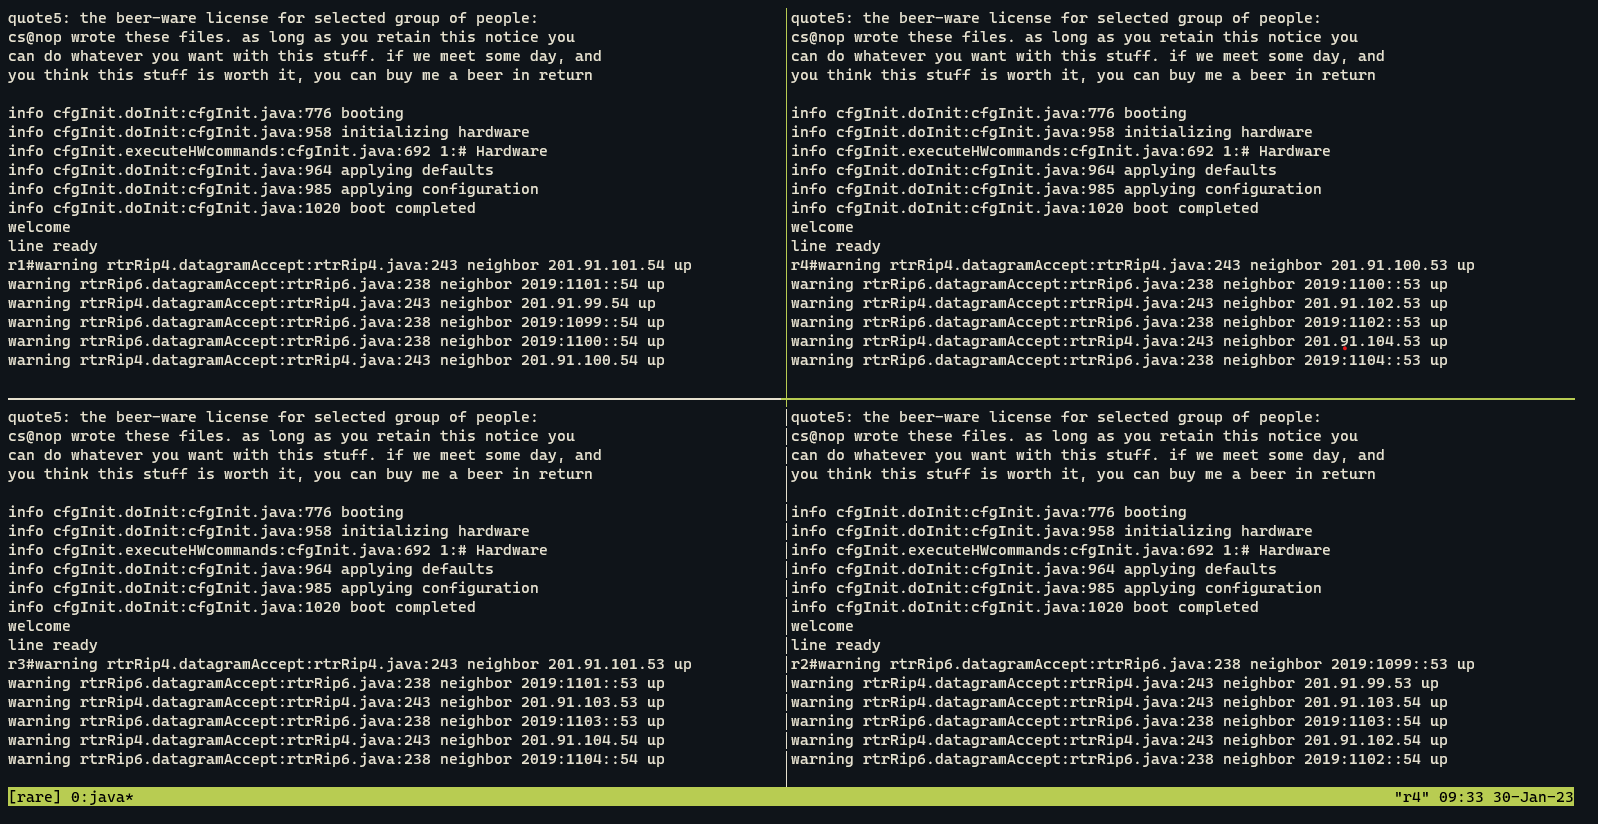 quote5: the beer-ware license for selected group of people:
cs@nop wrote these files. as long as you retain this notice you
can do whatever you want with this stuff. if we meet some day, and
you think this stuff is worth it, you can buy me a beer in return
info cfgInit.doInit:cfgInit.java:776 booting
info cfgInit.doInit:cfgInit.java:958 initializing hardware
info cfgInit.executeHWcommands:cfgInit.java:692 1:# Hardware
info cfgInit.doInit:cfgInit.java:964 applying defaults
info cfgInit.doInit:cfgInit.java:985 applying configuration
info cfgInit.doInit:cfgInit.java:1020 boot completed
welcome
line ready
r1#warning rtrRip4.datagramAccept:rtrRip4.java:243 neighbor 201.91.101.54 up
warning rtrRip6.datagramAccept:rtrRip6.java:238 neighbor 2019:1101::54 up
warning rtrRip4.datagramAccept:rtrRip4.java:243 neighbor 201.91.99.54 up
warning rtrRip6.datagramAccept:rtrRip6.java:238 neighbor 2019:1099::54 up
warning rtrRip6.datagramAccept:rtrRip6.java:238 neighbor 2019:1100::54 up
warning rtrRip4.datagramAccept:rtrRip4.java:243 neighbor 201.91.100.54 up
quote5: the beer-ware license for selected group of people:
cs@nop wrote these files. as long as you retain this notice you
can do whatever you want with this stuff. if we meet some day, and
you think this stuff is worth it, you can buy me a beer in return
info cfgInit.doInit:cfgInit.java:776 booting
info cfgInit.doInit:cfgInit.java:958 initializing hardware
info cfgInit.executeHWcommands:cfgInit.java:692 1:# Hardware
info cfgInit.doInit:cfgInit.java:964 applying defaults
info cfgInit.doInit:cfgInit.java:985 applying configuration
info cfgInit.doInit:cfgInit.java:1020 boot completed
welcome
line ready
r4#warning rtrRip4.datagramAccept:rtrRip4.java:243 neighbor 201.91.100.53 up
warning rtrRip6.datagramAccept:rtrRip6.java:238 neighbor 2019:1100::53 up
warning rtrRip4.datagramAccept:rtrRip4.java:243 neighbor 201.91.102.53 up
warning rtrRip6.datagramAccept:rtrRip6.java:238 neighbor 2019:1102::53 up
warning rtrRip4.datagramAccept:rtrRip4.java:243 neighbor 201.91.104.53 up
warning rtrRip6.datagramAccept:rtrRip6.java:238 neighbor 2019:1104::53 up
quote5: the beer-ware license for selected group of people:
cs@nop wrote these files. as long as you retain this notice you
can do whatever you want with this stuff. if we meet some day, and
you think this stuff is worth it, you can buy me a beer in return
info cfgInit.doInit:cfgInit.java:776 booting
info cfgInit.doInit:cfgInit.java:958 initializing hardware
info cfgInit.executeHWcommands:cfgInit.java:692 1:# Hardware
info cfgInit.doInit:cfgInit.java:964 applying defaults
info cfgInit.doInit:cfgInit.java:985 applying configuration
info cfgInit.doInit:cfgInit.java:1020 boot completed
welcome
line ready
r3#warning rtrRip4.datagramAccept:rtrRip4.java:243 neighbor 201.91.101.53 up
warning rtrRip6.datagramAccept:rtrRip6.java:238 neighbor 2019:1101::53 up
warning rtrRip4.datagramAccept:rtrRip4.java:243 neighbor 201.91.103.53 up
warning rtrRip6.datagramAccept:rtrRip6.java:238 neighbor 2019:1103::53 up
warning rtrRip4.datagramAccept:rtrRip4.java:243 neighbor 201.91.104.54 up
warning rtrRip6.datagramAccept:rtrRip6.java:238 neighbor 2019:1104::54 up
quote5: the beer-ware license for selected group of people:
cs@nop wrote these files. as long as you retain this notice you
can do whatever you want with this stuff. if we meet some day, and
you think this stuff is worth it, you can buy me a beer in return
info cfgInit.doInit:cfgInit.java:776 booting
info cfgInit.doInit:cfgInit.java:958 initializing hardware
info cfgInit.executeHWcommands:cfgInit.java:692 1:# Hardware
info cfgInit.doInit:cfgInit.java:964 applying defaults
info cfgInit.doInit:cfgInit.java:985 applying configuration
info cfgInit.doInit:cfgInit.java:1020 boot completed
welcome
line ready
r2#warning rtrRip6.datagramAccept:rtrRip6.java:238 neighbor 2019:1099::53 up
warning rtrRip4.datagramAccept:rtrRip4.java:243 neighbor 201.91.99.53 up
warning rtrRip4.datagramAccept:rtrRip4.java:243 neighbor 201.91.103.54 up
warning rtrRip6.datagramAccept:rtrRip6.java:238 neighbor 2019:1103::54 up
warning rtrRip4.datagramAccept:rtrRip4.java:243 neighbor 201.91.102.54 up
warning rtrRip6.datagramAccept:rtrRip6.java:238 neighbor 2019:1102::54 up
[rare] 0:java* "r4" 09:33 30-Jan-23